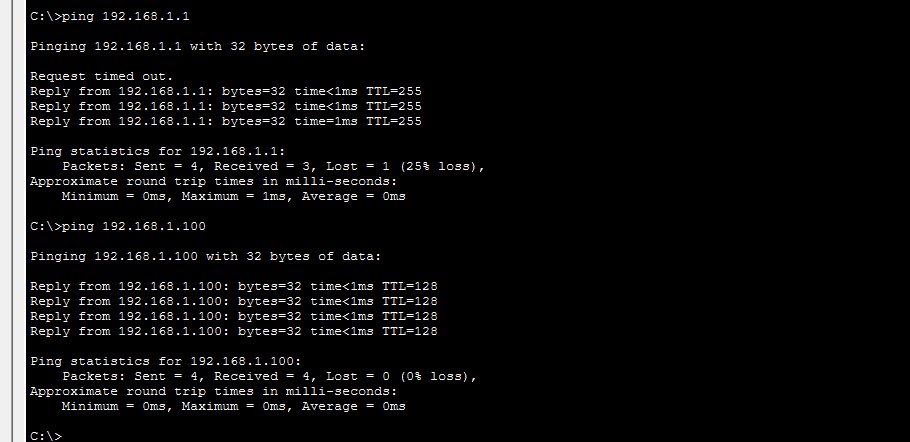 C:\>ping 192.168.1.1
Pinging 192.168.1.1 with 32 bytes of data:
Request timed out.
Reply from 192.168.1.1: bytes=32 time<1ms TTL=255
Reply from 192.168.1.1: bytes=32 time<1ms TTL=255
Reply from 192.168.1.1: bytes=32 time=1ms TTL=255
Ping statistics for 192.168.1.1:
    Packets: Sent = 4, Received = 3, Lost = 1 (25% loss),
Approximate round trip times in milli-seconds:
    Minimum = 0ms, Maximum = 1ms, Average = 0ms
C:\>ping 192.168.1.100
Pinging 192.168.1.100 with 32 bytes of data:
Reply from 192.168.1.100: bytes=32 time<1ms TTL=128
Reply from 192.168.1.100: bytes=32 time<1ms TTL=128
Reply from 192.168.1.100: bytes=32 time<1ms TTL=128
Reply from 192.168.1.100: bytes=32 time<1ms TTL=128
Ping statistics for 192.168.1.100:
    Packets: Sent = 4, Received = 4, Lost = 0 (0% loss),
Approximate round trip times in milli-seconds:
    Minimum = 0ms, Maximum = 0ms, Average = 0ms
C:\>